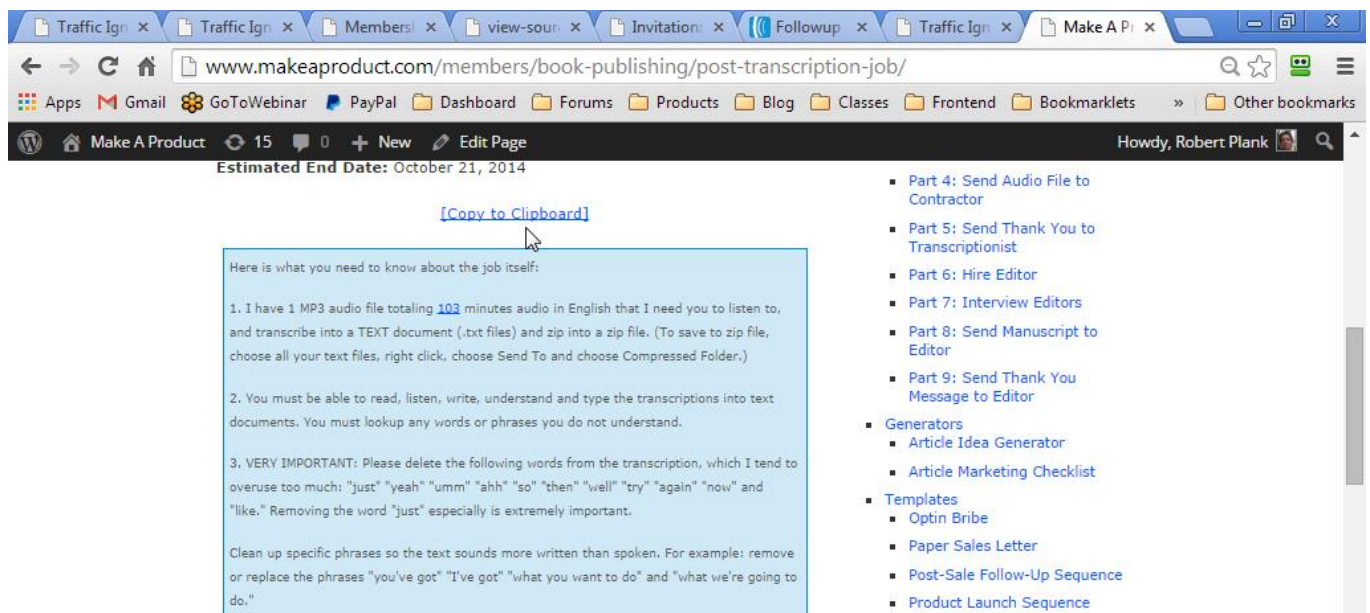 Traffic Ign
Traffic Ign
Members
view-sour
Invitation:
Followup
Traffic Ign
Make A Pr
www.makeaproduct.com/members/book-publishing/post-transcription-job/
Apps Gmail GoToWebinar PayPal Dashboard Forums Products Blog Classes Frontend Bookmarklets » Other bookmarks
Make A Product 15 0 + New Edit Page Howdy, Robert Plank
Estimated End Date: October 21, 2014
[Copy to Clipboard]
Here is what you need to know about the job itself:
1. I have 1 MP3 audio file totaling 103 minutes audio in English that I need you to listen to,
and transcribe into a TEXT document (.txt files) and zip into a zip file. (To save to zip file,
choose all your text files, right click, choose Send To and choose Compressed Folder.)
2. You must be able to read, listen, write, understand and type the transcriptions into text
documents. You must lookup any words or phrases you do not understand.
3. VERY IMPORTANT: Please delete the following words from the transcription, which I tend to
overuse too much: "just" "yeah" "umm" "ahh" "so" "then" "well" "try" "again" "now" and
"like." Removing the word "just" especially is extremely important.
Clean up specific phrases so the text sounds more written than spoken. For example: remove
or replace the phrases "you've got" "I've got" "what you want to do" and "what we're going to
do."
Part 4: Send Audio File to
Contractor
Part 5: Send Thank You to
Transcriptionist
Part 6: Hire Editor
Part 7: Interview Editors
Part 8: Send Manuscript to
Editor
Part 9: Send Thank You
Message to Editor
Generators
Article Idea Generator
Article Marketing Checklist
Templates
Optin Bribe
Paper Sales Letter
Post-Sale Follow-Up Sequence
Product Launch Sequence